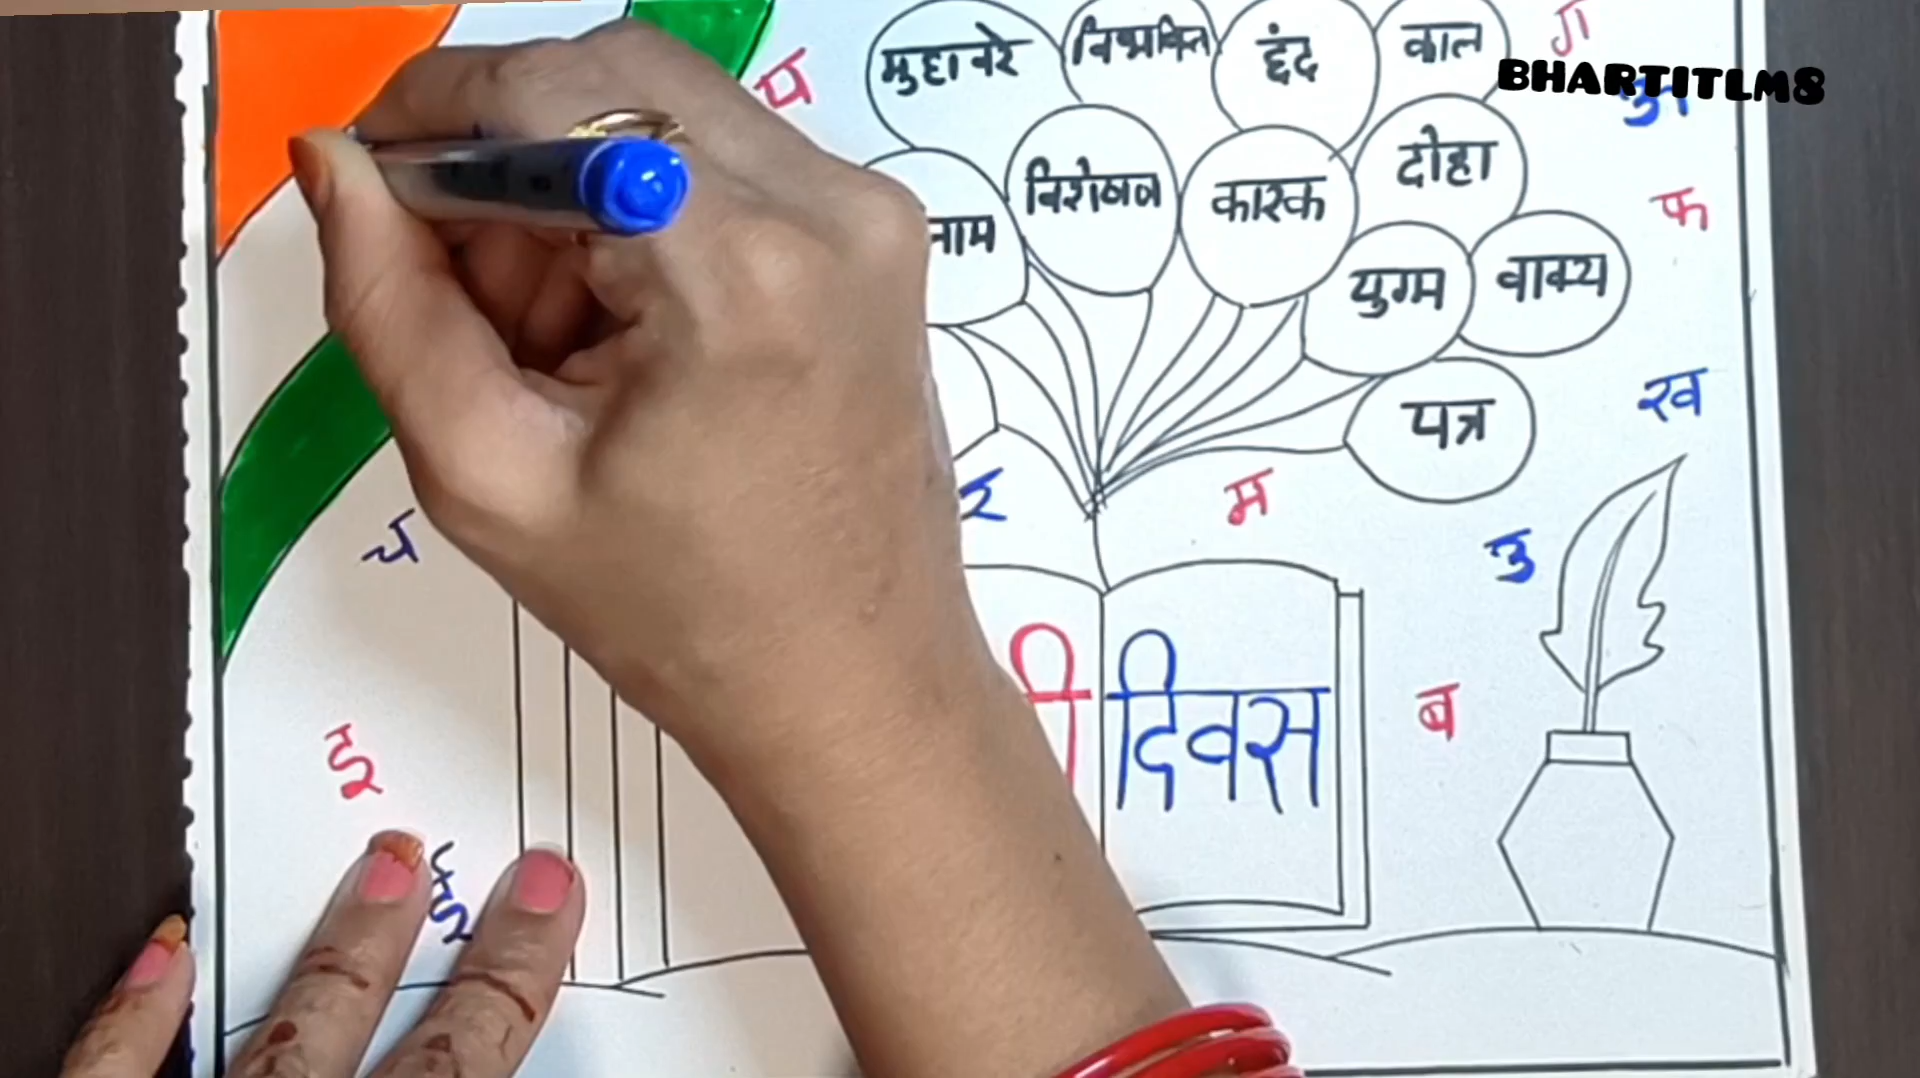 मुहावरे
विभक्ति
छंद
काल
ग
BHARTITLM8
प
विशेषण
कारक
दोहा
फ
युग्म
वाक्य
ख
पत्र
र
म
च
उ
दिवस
ब
इ
ई